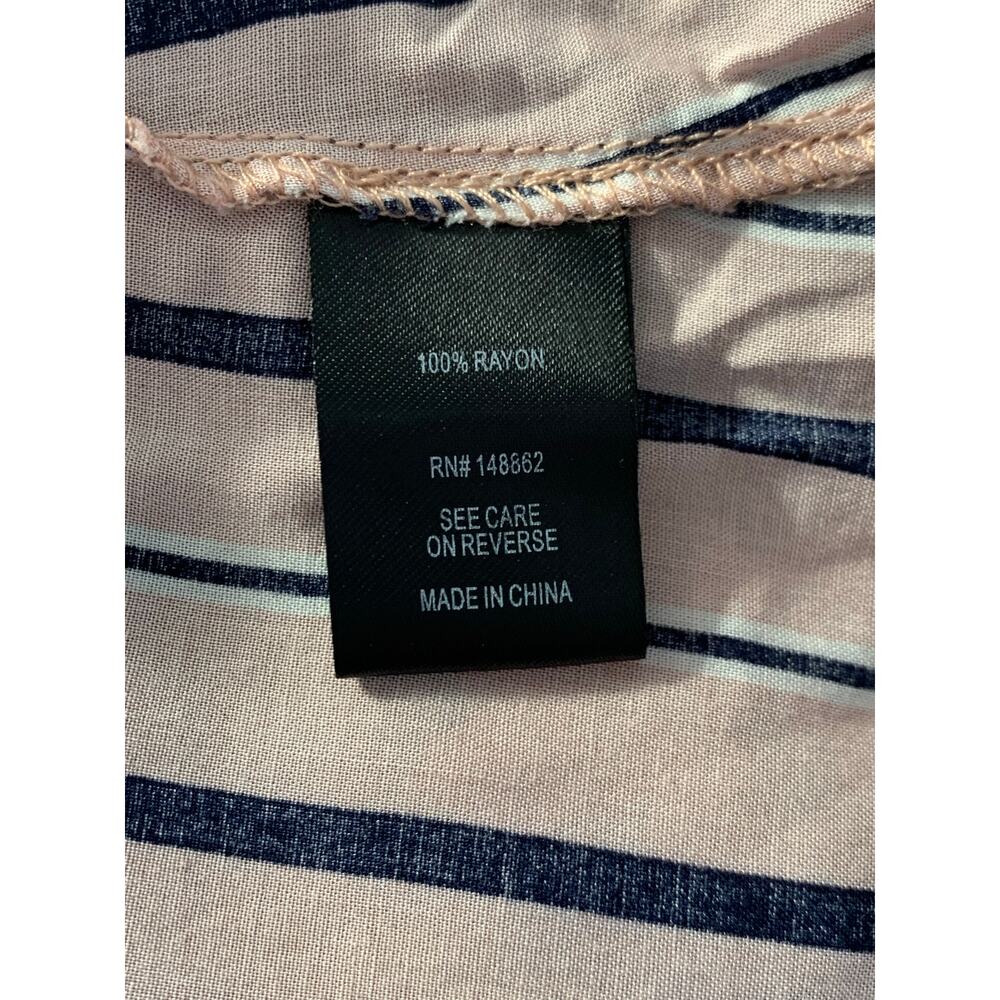 100% RAYON
RN# 148862
SEE CARE
ON REVERSE
MADE IN CHINA